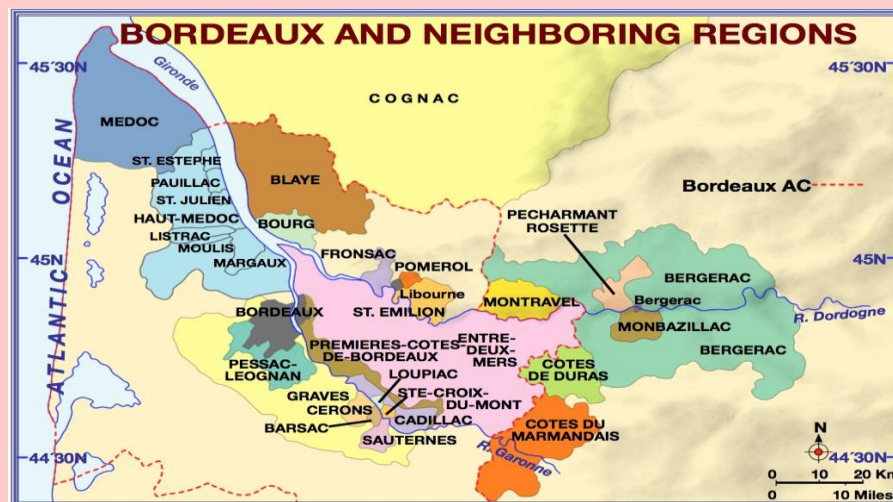 BORDEAUX AND NEIGHBORING REGIONS
45°30N
45°30N
Gironde
COGNAC
MEDOC
ATLANTIC OCEAN
ST. ESTEPHE
PAUILLAC
ST. JULIEN
HAUT-MEDOC
LISTRAC
MOULIS
MARGAUX
BLAYE
BOURG
Bordeaux AC
PECHARMANT
ROSETTE
45N
45N
FRONSAC
POMEROL
Libourne
ST. EMILION
MONTRAVEL
BERGERAC
Bergerac
R. Dordogne
MONBAZILLAC
BERGERAC
BORDEAUX
PREMIERES-COTES
DE-BORDEAUX
ENTRE-
DEUX-
MERS
PESSAC-
LEOGNAN
COTES
DE DURAS
LOUPIAC
GRAVES
CERONS
STE-CROIX-
DU-MONT
BARSAC
CADILLAC
SAUTERNES
COTES DU
MARMANDAIS
R. Garonne
44°30N
44°30N
N
0 10 20 Km
0 10 Miles